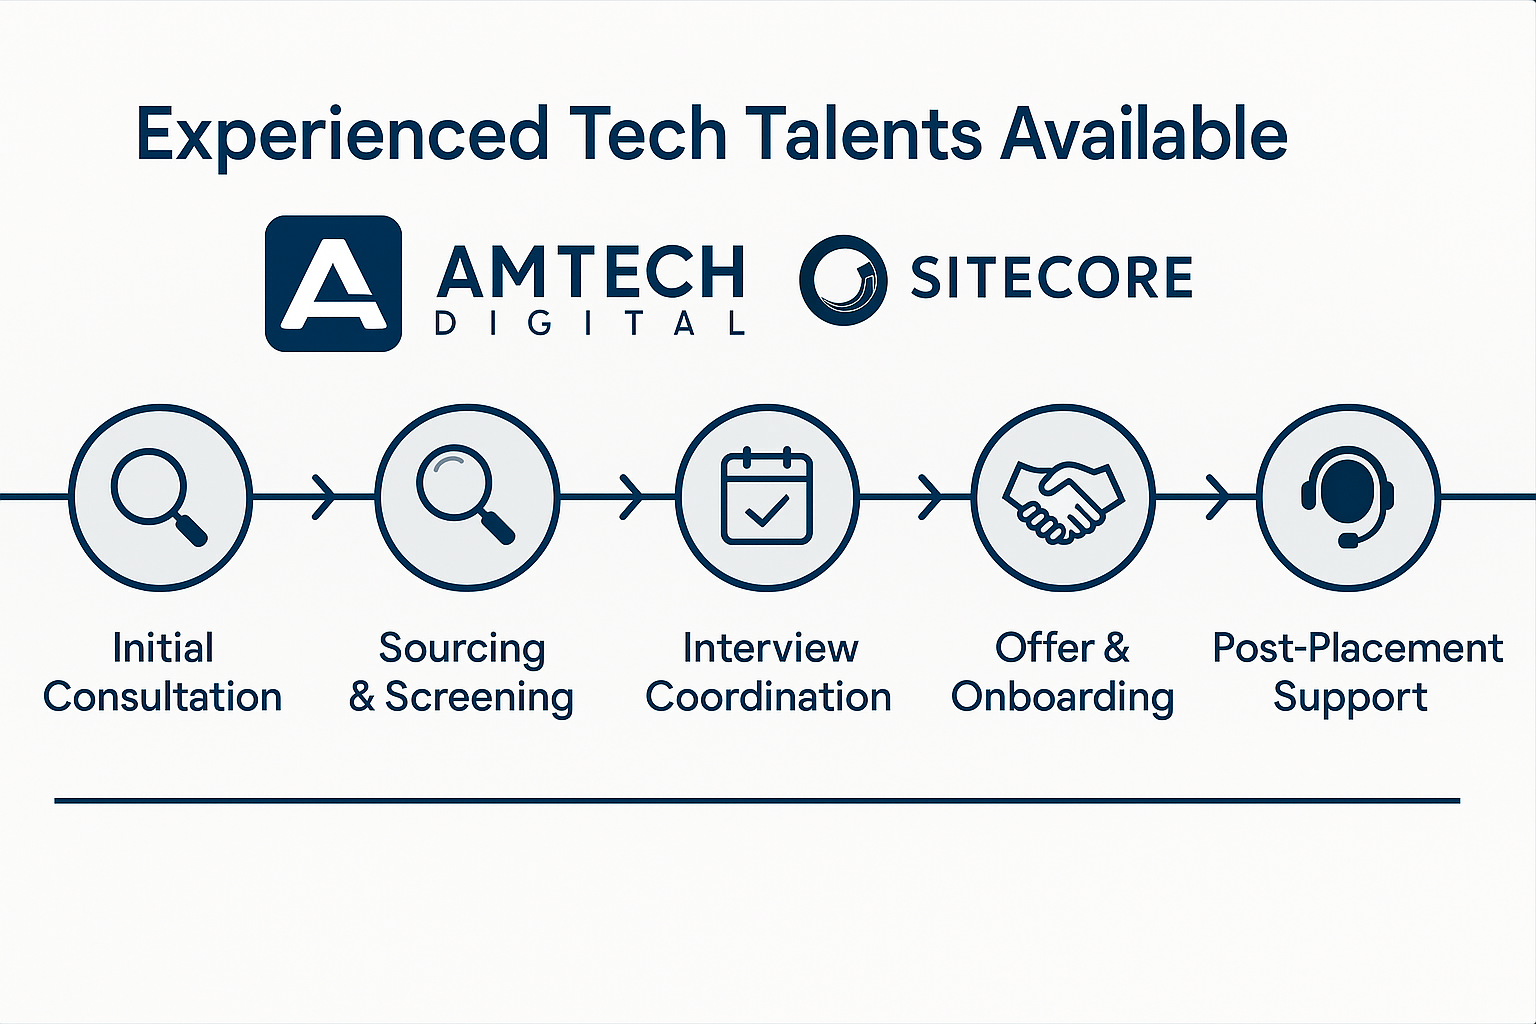 Experienced Tech Talents Available
AMTECH
DIGITAL
SITECORE
Initial
Consultation
Sourcing
& Screening
Interview
Coordination
Offer &
Onboarding
Post-Placement
Support